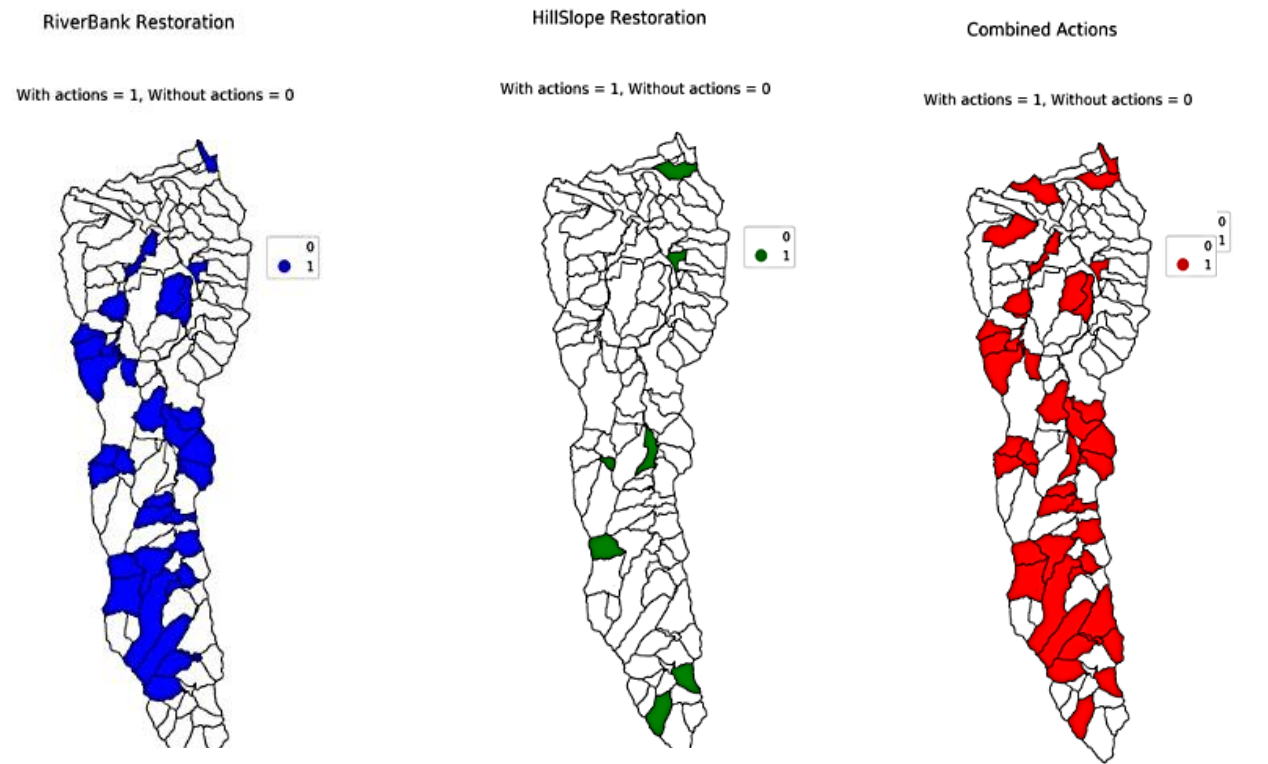 RiverBank Restoration
With actions = 1, Without actions = 0
0
1
HillSlope Restoration
With actions = 1, Without actions = 0
0
1
Combined Actions
With actions = 1, Without actions = 0
0
1
0
1